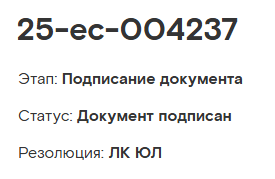 25-ес-004237
Этап: Подписание документа
Статус: Документ подписан
Резолюция: ЛК ЮЛ